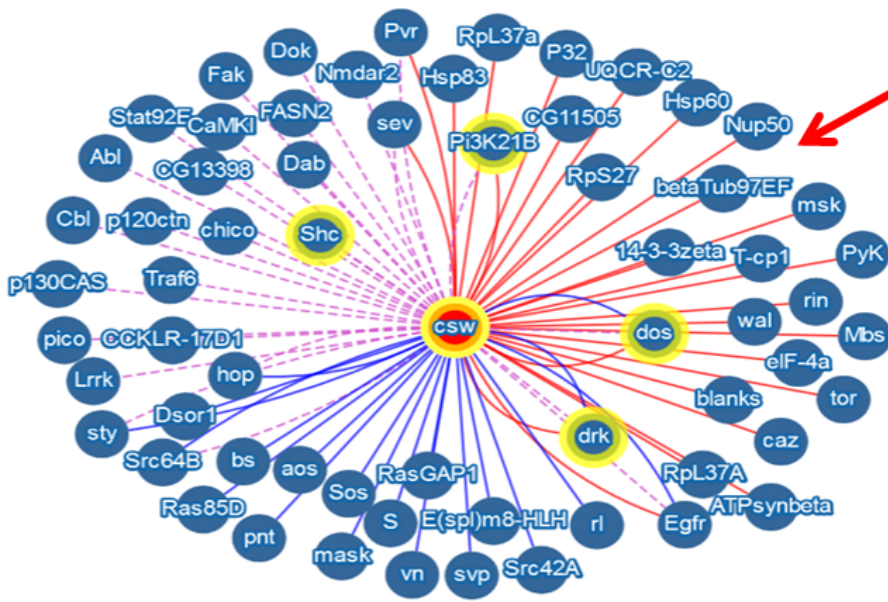 Pvr
RpL37a
P32
Dok
Nmdar2
Hsp83
UQCR-C2
Fak
Hsp60
Stat92E
CaMKI
FASN2
sev
CG11505
Nup50
Pi3K21B
Abl
CG13398
Dab
RpS27
betaTub97EF
msk
Cbl
p120ctn
chico
Shc
14-3-3zeta
T-cp1
PyK
p130CAS
Traf6
rin
csw
wal
dos
Mbs
pico
CCKLR-17D1
eIF-4a
Lrrk
hop
blanks
tor
sty
Dsor1
drk
caz
Src64B
bs
aos
RasGAP1
RpL37A
Ras85D
Sos
ATPsynbeta
pnt
S
E(spl)m8-HLH
rl
Egfr
mask
vn
svp
Src42A